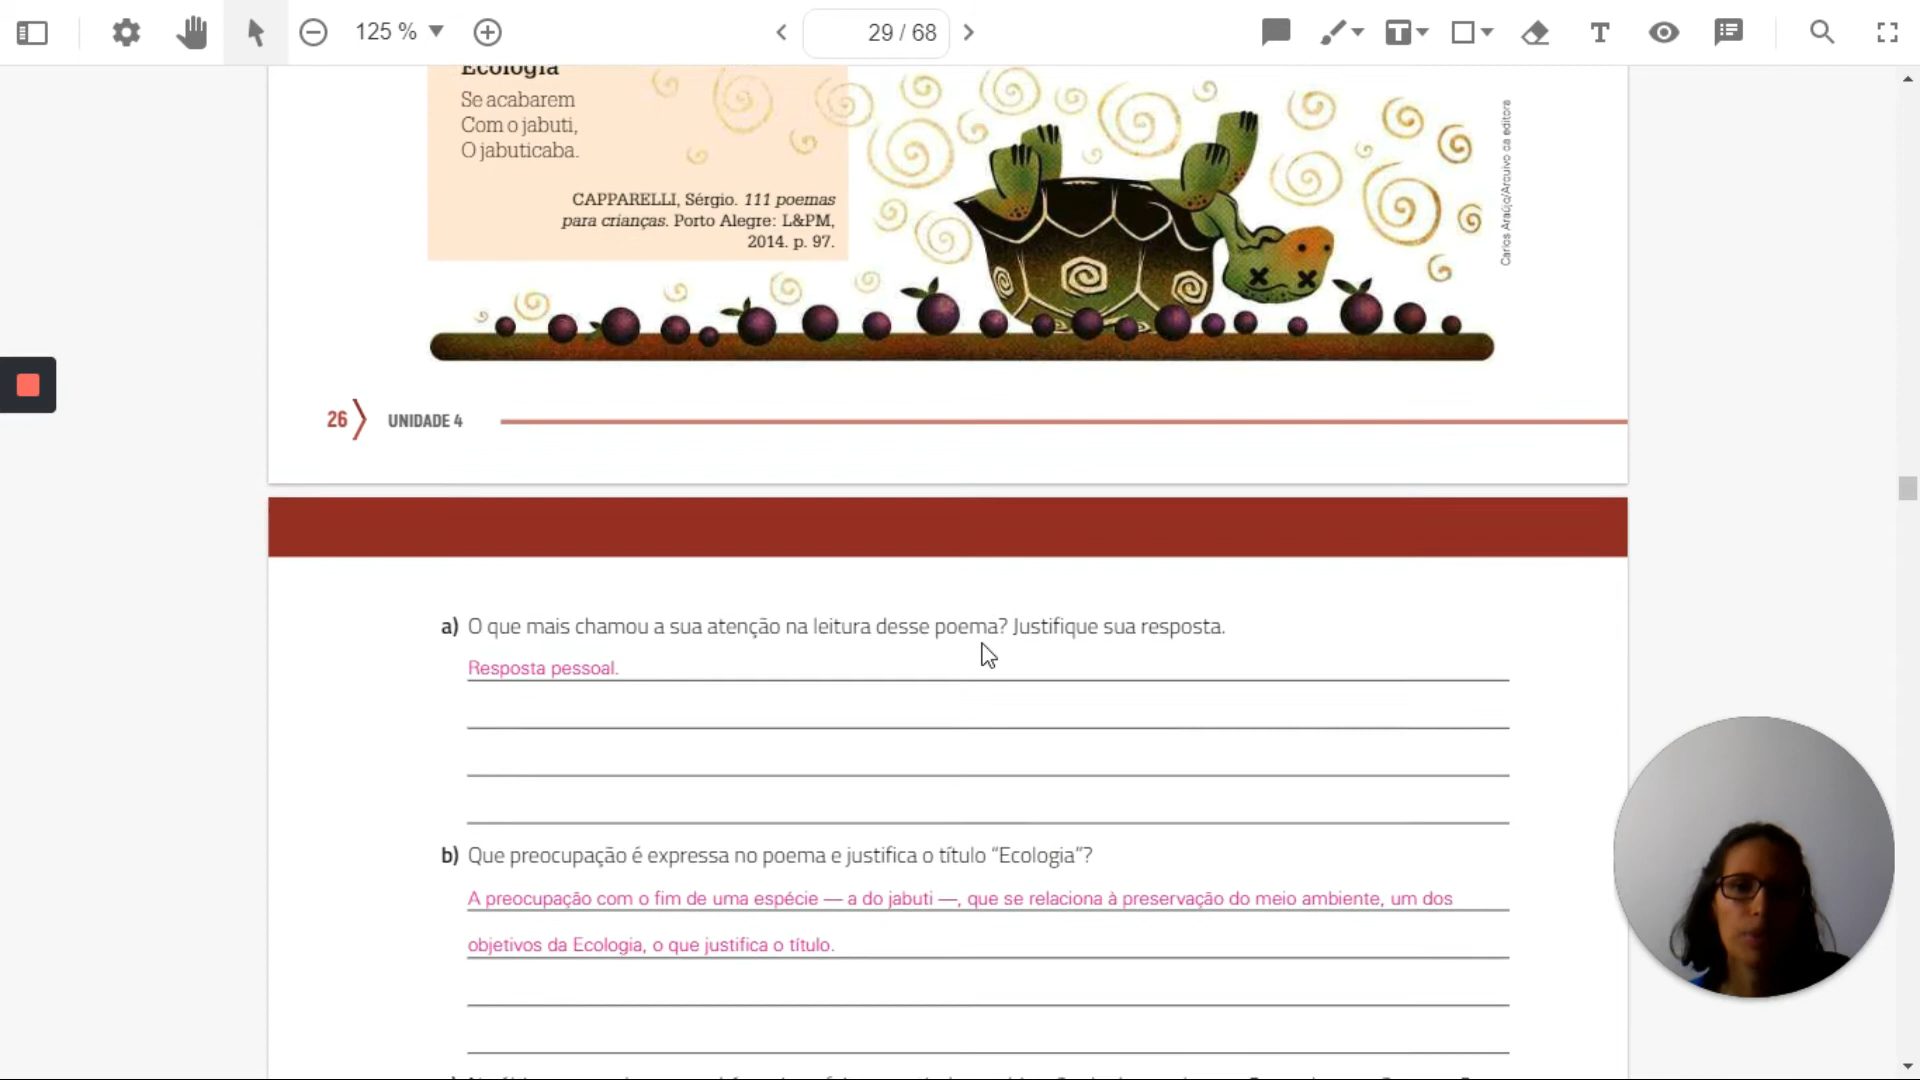 125 %
29 / 68
Ecologia
Se acabarem
Com o jabuti,
O jabuticaba.
CAPPARELLI, Sérgio. 111 poemas
para crianças. Porto Alegre: L&PM,
2014. p. 97.
Carlos Araújo/Arquivo da editora
26 UNIDADE 4
a) O que mais chamou a sua atenção na leitura desse poema? Justifique sua resposta.
Resposta pessoal.
b) Que preocupação é expressa no poema e justifica o título “Ecologia”?
A preocupação com o fim de uma espécie — a do jabuti —, que se relaciona à preservação do meio ambiente, um dos
objetivos da Ecologia, o que justifica o título.